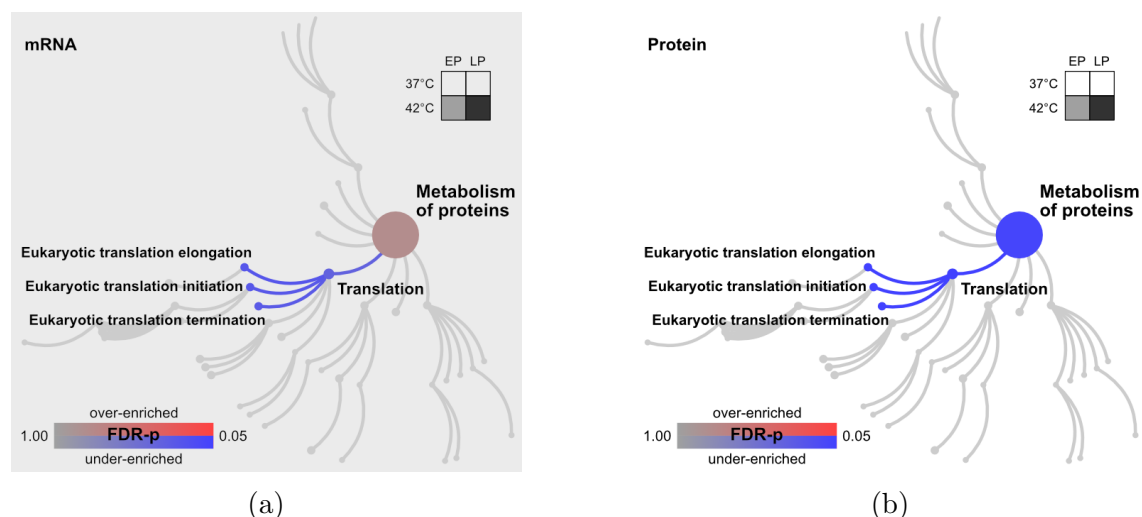 mRNA
EP LP
37°C
42°C
Metabolism
of proteins
Eukaryotic translation elongation
Eukaryotic translation initiation
Translation
Eukaryotic translation termination
over-enriched
1.00 FDR-p 0.05
under-enriched
(a)
Protein
EP LP
37°C
42°C
Metabolism
of proteins
Eukaryotic translation elongation
Eukaryotic translation initiation
Translation
Eukaryotic translation termination
over-enriched
1.00 FDR-p 0.05
under-enriched
(b)